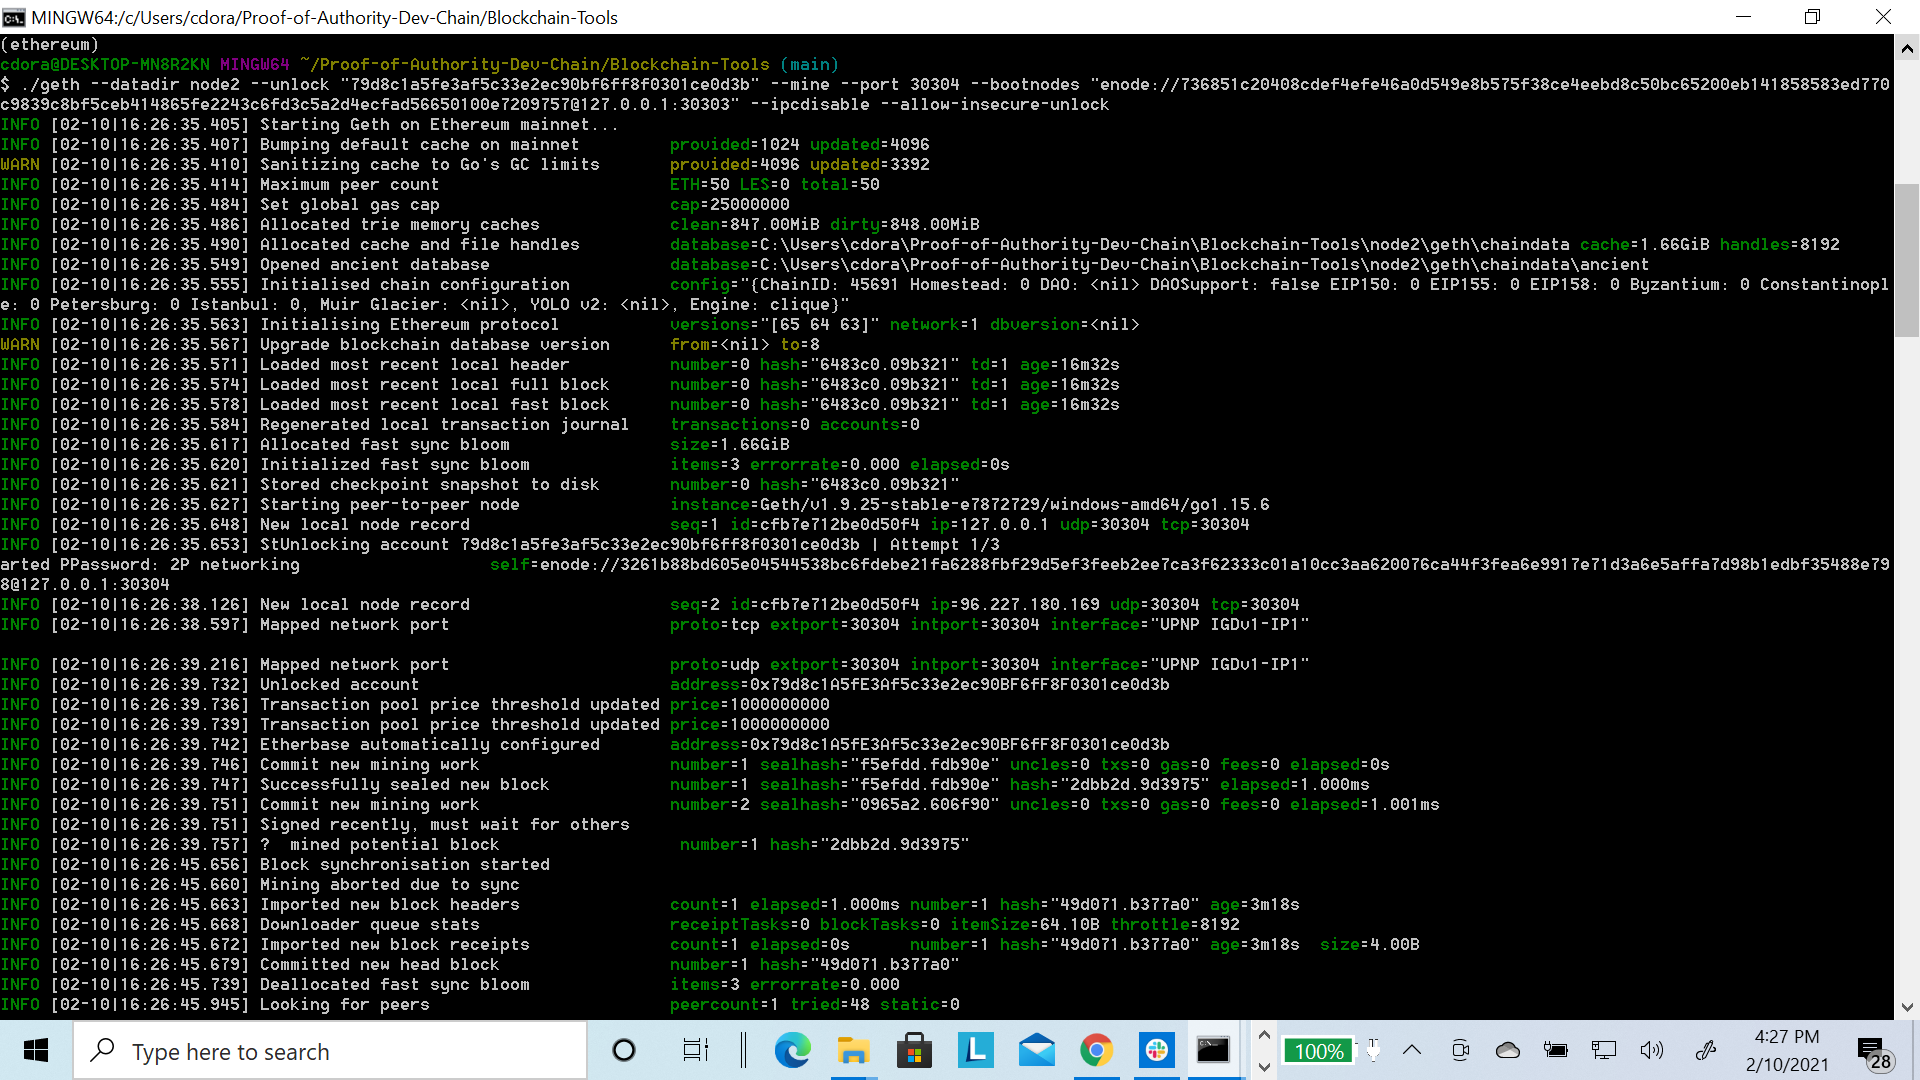 MINGW64:/c/Users/cdora/Proof-of-Authority-Dev-Chain/Blockchain-Tools
(ethereum)
cdora@DESKTOP-MN8R2KN MINGW64 ~/Proof-of-Authority-Dev-Chain/Blockchain-Tools (main)
$ ./geth --datadir node2 --unlock "79d8c1a5fe3af5c33e2ec90bf6ff8f0301ce0d3b" --mine --port 30304 --bootnodes "enode://736851c20408cdef4efe46a0d549e8b575f38ce4eebd8c50bc65200eb141858583ed770
c9839c8bf5ceb414865fe2243c6fd3c5a2d4ecfad56650100e7209757@127.0.0.1:30303" --ipcdisable --allow-insecure-unlock
INFO [02-10|16:26:35.405] Starting Geth on Ethereum mainnet...
INFO [02-10|16:26:35.407] Bumping default cache on mainnet         provided=1024 updated=4096
WARN [02-10|16:26:35.410] Sanitizing cache to Go's GC limits       provided=4096 updated=3392
INFO [02-10|16:26:35.414] Maximum peer count                       ETH=50 LES=0 total=50
INFO [02-10|16:26:35.484] Set global gas cap                       cap=25000000
INFO [02-10|16:26:35.486] Allocated trie memory caches             clean=847.00MiB dirty=848.00MiB
INFO [02-10|16:26:35.490] Allocated cache and file handles         database=C:\Users\cdora\Proof-of-Authority-Dev-Chain\Blockchain-Tools\node2\geth\chaindata cache=1.66GiB handles=8192
INFO [02-10|16:26:35.549] Opened ancient database                  database=C:\Users\cdora\Proof-of-Authority-Dev-Chain\Blockchain-Tools\node2\geth\chaindata\ancient
INFO [02-10|16:26:35.555] Initialised chain configuration          config="{ChainID: 45691 Homestead: 0 DAO: <nil> DAOSupport: false EIP150: 0 EIP155: 0 EIP158: 0 Byzantium: 0 Constantinopl
e: 0 Petersburg: 0 Istanbul: 0, Muir Glacier: <nil>, YOLO v2: <nil>, Engine: clique}"
INFO [02-10|16:26:35.563] Initialising Ethereum protocol           versions="[65 64 63]" network=1 dbversion=<nil>
WARN [02-10|16:26:35.567] Upgrade blockchain database version      from=<nil> to=8
INFO [02-10|16:26:35.571] Loaded most recent local header          number=0 hash="6483c0.09b321" td=1 age=16m32s
INFO [02-10|16:26:35.574] Loaded most recent local full block      number=0 hash="6483c0.09b321" td=1 age=16m32s
INFO [02-10|16:26:35.578] Loaded most recent local fast block      number=0 hash="6483c0.09b321" td=1 age=16m32s
INFO [02-10|16:26:35.584] Regenerated local transaction journal    transactions=0 accounts=0
INFO [02-10|16:26:35.617] Allocated fast sync bloom                size=1.66GiB
INFO [02-10|16:26:35.620] Initialized fast sync bloom              items=3 errorrate=0.000 elapsed=0s
INFO [02-10|16:26:35.621] Stored checkpoint snapshot to disk       number=0 hash="6483c0.09b321"
INFO [02-10|16:26:35.627] Starting peer-to-peer node               instance=Geth/v1.9.25-stable-e7872729/windows-amd64/go1.15.6
INFO [02-10|16:26:35.648] New local node record                    seq=1 id=cfb7e712be0d50f4 ip=127.0.0.1 udp=30304 tcp=30304
INFO [02-10|16:26:35.653] StUnlocking account 79d8c1a5fe3af5c33e2ec90bf6ff8f0301ce0d3b | Attempt 1/3
arted PPassword: 2P networking                   self=enode://3261b88bd605e04544538bc6fdebe21fa6288fbf29d5ef3feeb2ee7ca3f62333c01a10cc3aa620076ca44f3fea6e9917e71d3a6e5affa7d98b1edbf35488e79
8@127.0.0.1:30304
INFO [02-10|16:26:38.126] New local node record                    seq=2 id=cfb7e712be0d50f4 ip=96.227.180.169 udp=30304 tcp=30304
INFO [02-10|16:26:38.597] Mapped network port                      proto=tcp extport=30304 intport=30304 interface="UPNP IGDv1-IP1"
INFO [02-10|16:26:39.216] Mapped network port                      proto=udp extport=30304 intport=30304 interface="UPNP IGDv1-IP1"
INFO [02-10|16:26:39.732] Unlocked account                         address=0x79d8c1A5fE3Af5c33e2ec90BF6fF8F0301ce0d3b
INFO [02-10|16:26:39.736] Transaction pool price threshold updated price=1000000000
INFO [02-10|16:26:39.739] Transaction pool price threshold updated price=1000000000
INFO [02-10|16:26:39.742] Etherbase automatically configured       address=0x79d8c1A5fE3Af5c33e2ec90BF6fF8F0301ce0d3b
INFO [02-10|16:26:39.746] Commit new mining work                   number=1 sealhash="f5efdd.fdb90e" uncles=0 txs=0 gas=0 fees=0 elapsed=0s
INFO [02-10|16:26:39.747] Successfully sealed new block            number=1 sealhash="f5efdd.fdb90e" hash="2dbb2d.9d3975" elapsed=1.000ms
INFO [02-10|16:26:39.751] Commit new mining work                   number=2 sealhash="0965a2.606f90" uncles=0 txs=0 gas=0 fees=0 elapsed=1.001ms
INFO [02-10|16:26:39.751] Signed recently, must wait for others
INFO [02-10|16:26:39.757] ?  mined potential block                  number=1 hash="2dbb2d.9d3975"
INFO [02-10|16:26:45.656] Block synchronisation started
INFO [02-10|16:26:45.660] Mining aborted due to sync
INFO [02-10|16:26:45.663] Imported new block headers               count=1 elapsed=1.000ms number=1 hash="49d071.b377a0" age=3m18s
INFO [02-10|16:26:45.668] Downloader queue stats                   receiptTasks=0 blockTasks=0 itemSize=64.10B throttle=8192
INFO [02-10|16:26:45.672] Imported new block receipts              count=1 elapsed=0s      number=1 hash="49d071.b377a0" age=3m18s  size=4.00B
INFO [02-10|16:26:45.679] Committed new head block                 number=1 hash="49d071.b377a0"
INFO [02-10|16:26:45.739] Deallocated fast sync bloom              items=3 errorrate=0.000
INFO [02-10|16:26:45.945] Looking for peers                        peercount=1 tried=48 static=0
Type here to search
L
100%
4:27 PM
2/10/2021
28